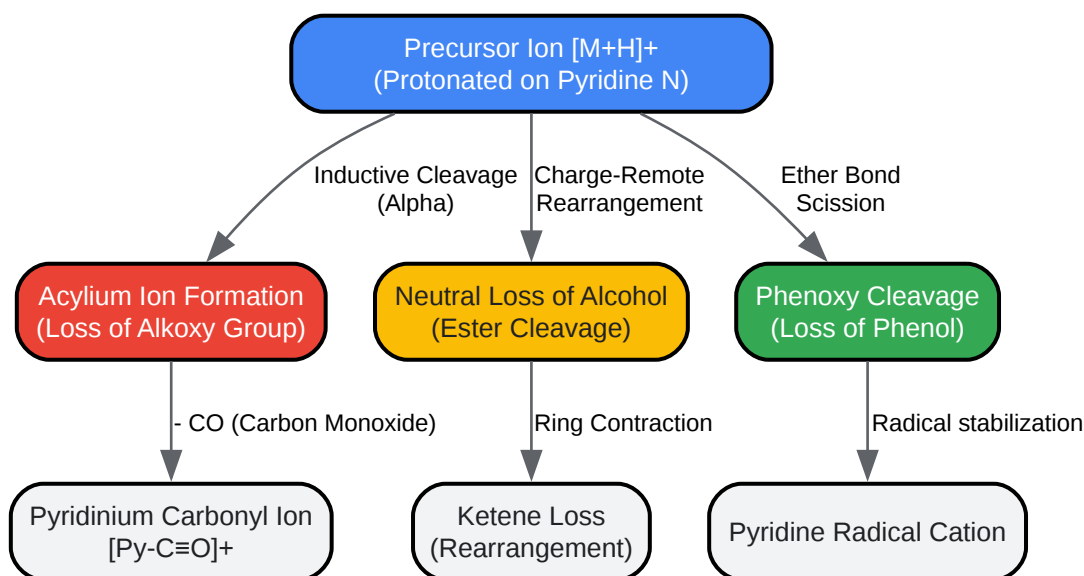 Precursor Ion [M+H]+
(Protonated on Pyridine N)
Inductive Cleavage
(Alpha)
Charge-Remote
Rearrangement
Ether Bond
Scission
Acylium Ion Formation
(Loss of Alkoxy Group)
Neutral Loss of Alcohol
(Ester Cleavage)
Phenoxy Cleavage
(Loss of Phenol)
- CO (Carbon Monoxide)
Ring Contraction
Radical stabilization
Pyridinium Carbonyl Ion
[Py-C≡O]+
Ketene Loss
(Rearrangement)
Pyridine Radical Cation